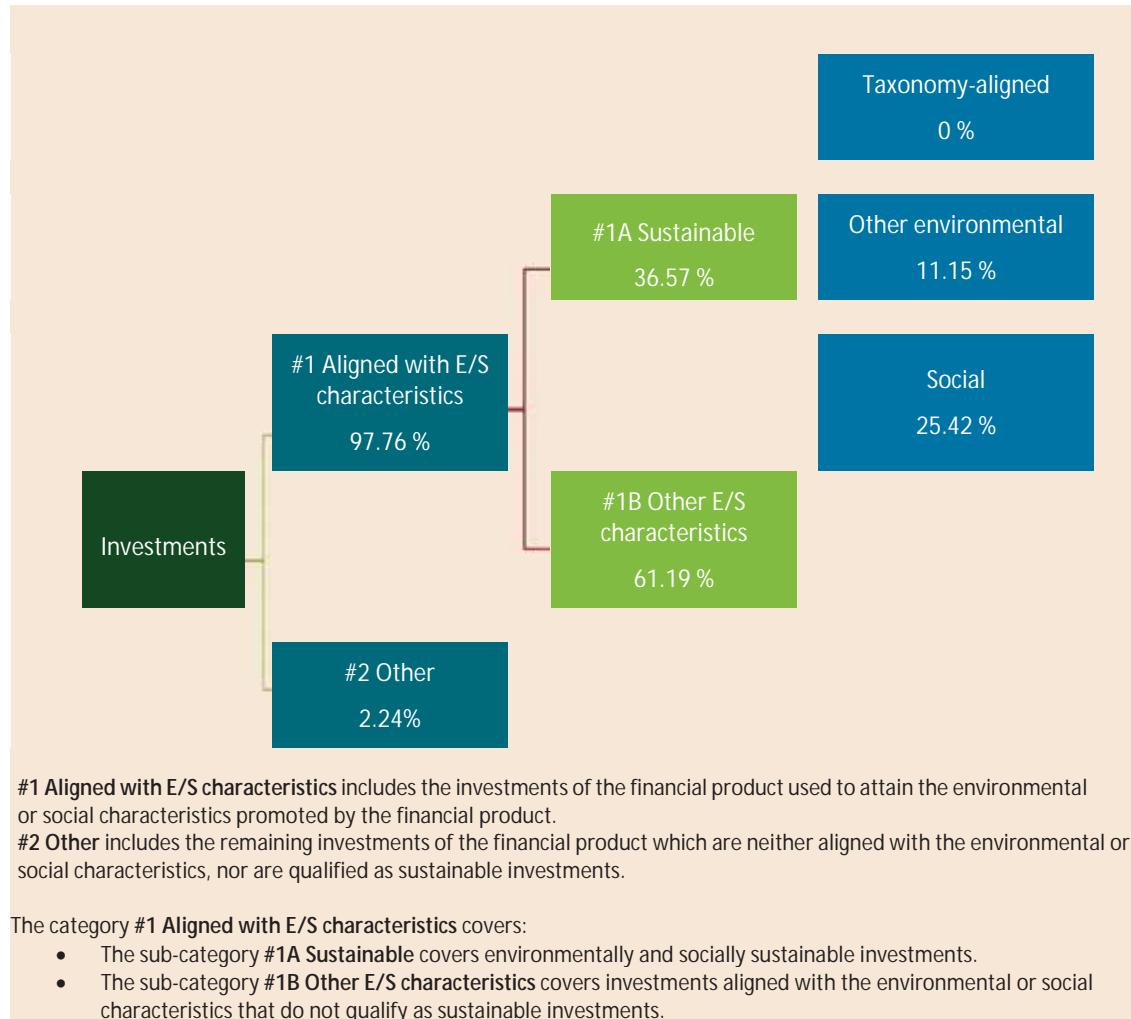 Taxonomy-aligned
0 %
#1A Sustainable
36.57 %
Other environmental
11.15 %
#1 Aligned with E/S
characteristics
97.76 %
Social
25.42 %
Investments
#1B Other E/S
characteristics
61.19 %
#2 Other
2.24%
#1 Aligned with E/S characteristics includes the investments of the financial product used to attain the environmental
or social characteristics promoted by the financial product.
#2 Other includes the remaining investments of the financial product which are neither aligned with the environmental or
social characteristics, nor are qualified as sustainable investments.
The category #1 Aligned with E/S characteristics covers:
• The sub-category #1A Sustainable covers environmentally and socially sustainable investments.
• The sub-category #1B Other E/S characteristics covers investments aligned with the environmental or social
characteristics that do not qualify as sustainable investments.